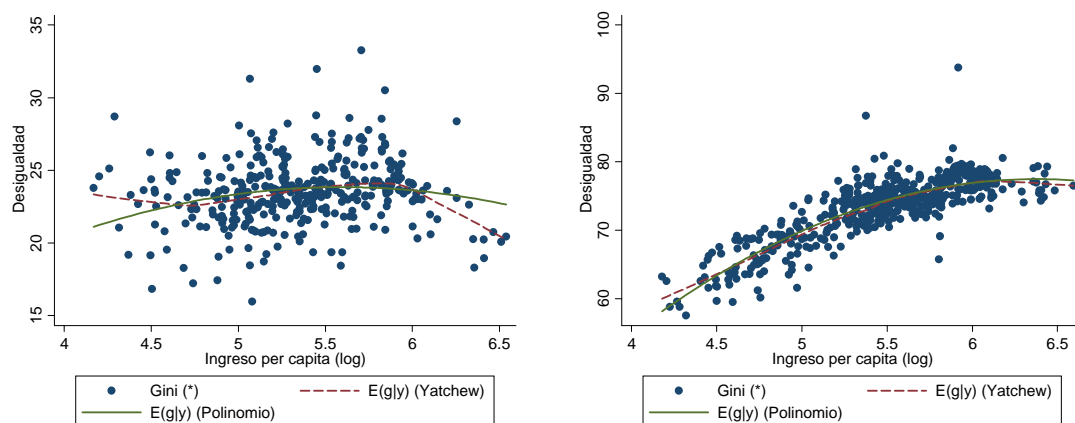 35
30
25
20
15
Desigualdad
4 4.5 5 5.5 6 6.5
Ingreso per capita (log)
Gini (*) E(g|y) (Yatchew)
E(g|y) (Polinomio)
100
90
80
70
60
Desigualdad
4 4.5 5 5.5 6 6.5
Ingreso per capita (log)
Gini (*) E(g|y) (Yatchew)
E(g|y) (Polinomio)